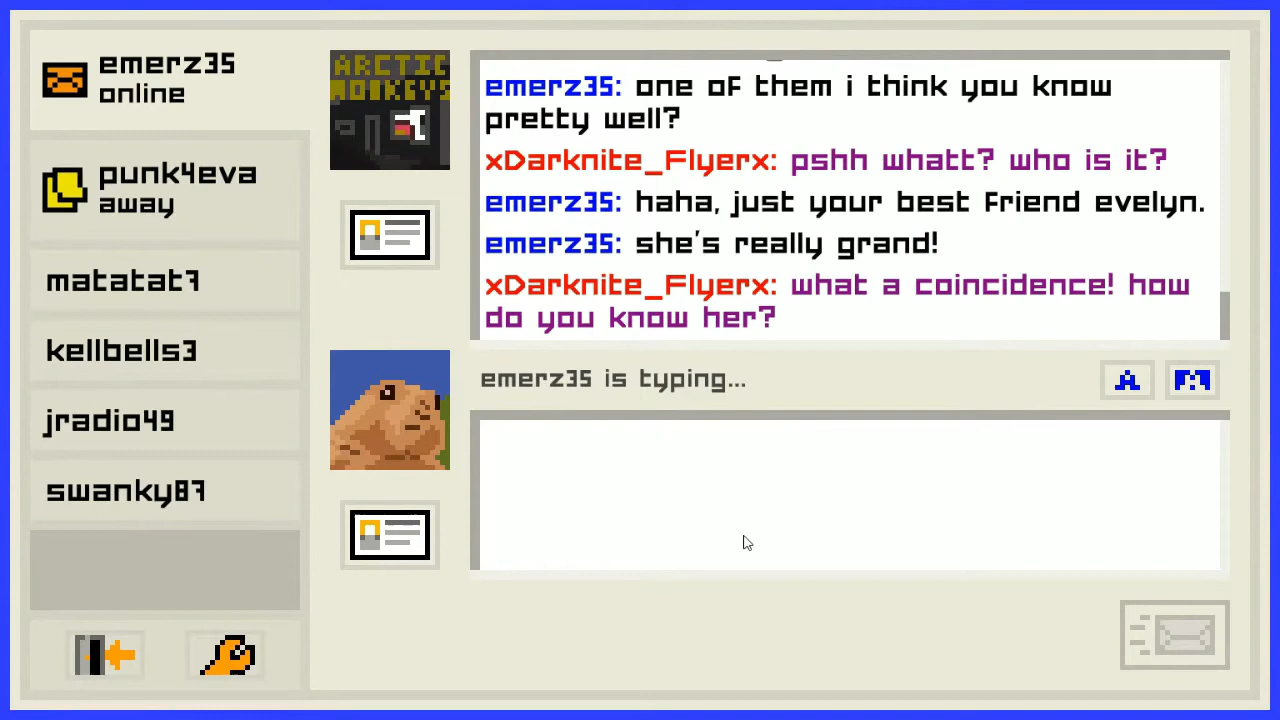 emerz35
online
punk4eva
away
matatat7
kellbells3
jradio49
swanky87
ARCTIC
MONKEYS
emerz35: one of them i think you know
pretty well?
xDarknite_Flyerx: pshh whatt? who is it?
emerz35: haha, just your best friend evelyn.
emerz35: she's really grand!
xDarknite_Flyerx: what a coincidence! how
do you know her?
emerz35 is typing...
A